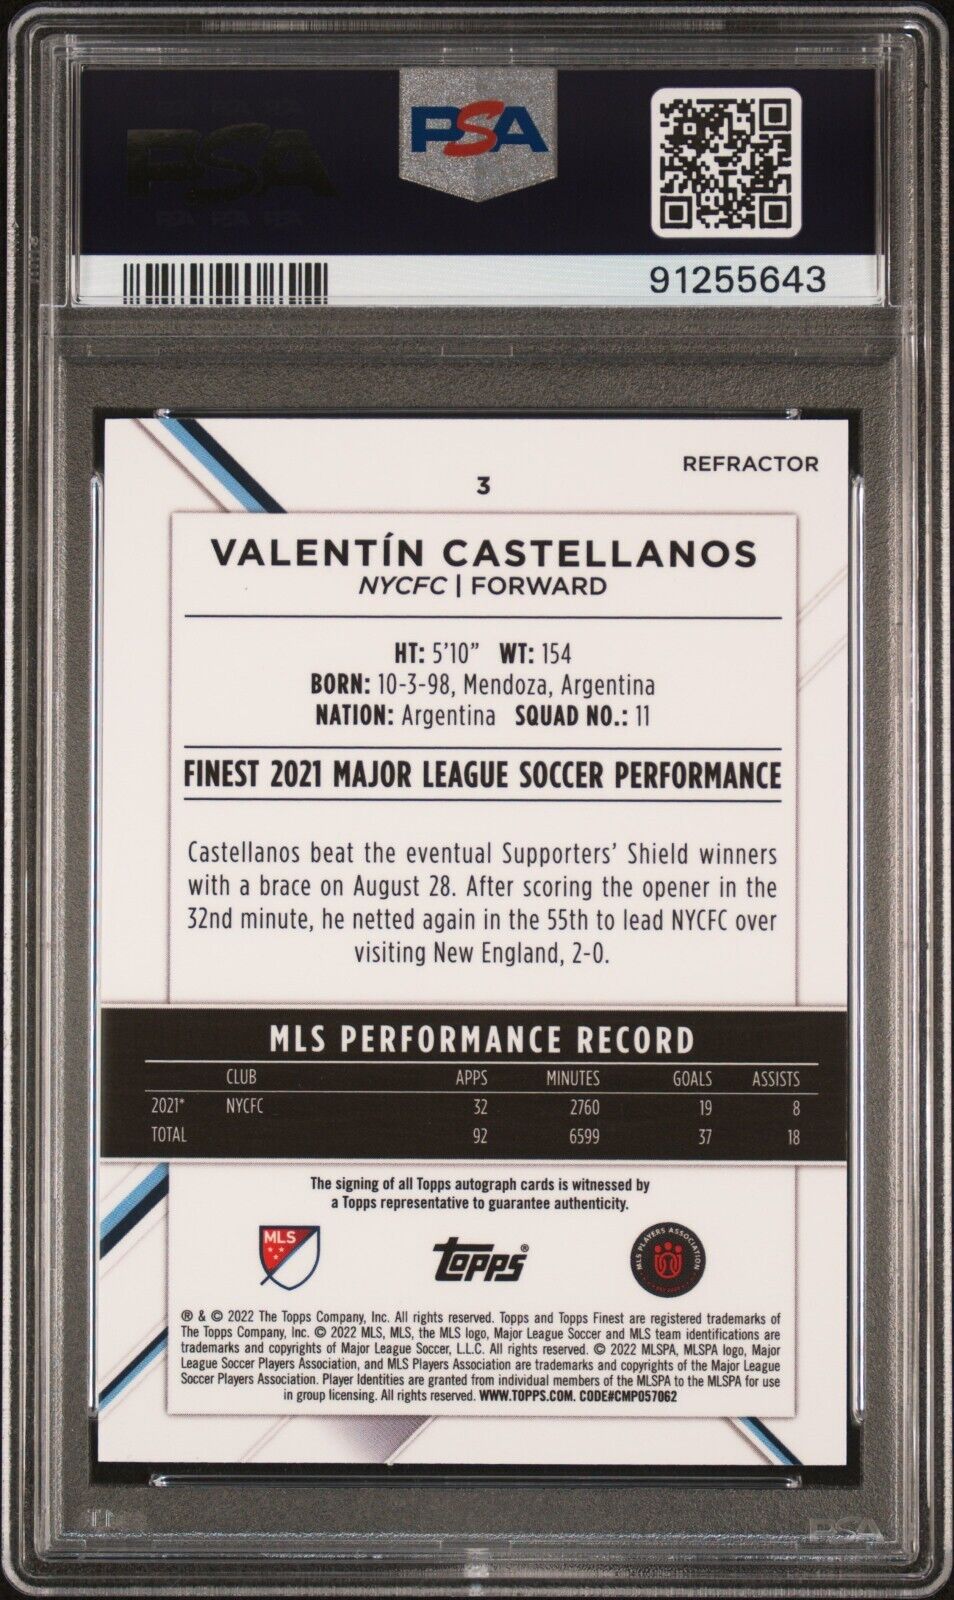 PSA
PSA
91255643
REFRACTOR
3
VALENTÍN CASTELLANOS
NYCFC | FORWARD
HT: 5'10” WT: 154
BORN: 10-3-98, Mendoza, Argentina
NATION: Argentina SQUAD NO.: 11
FINEST 2021 MAJOR LEAGUE SOCCER PERFORMANCE
Castellanos beat the eventual Supporters’ Shield winners
with a brace on August 28. After scoring the opener in the
32nd minute, he netted again in the 55th to lead NYCFC over
visiting New England, 2-0.
MLS PERFORMANCE RECORD
CLUB APPS MINUTES GOALS ASSISTS
2021* NYCFC 32 2760 19 8
TOTAL 92 6599 37 18
The signing of all Topps autograph cards is witnessed by
a Topps representative to guarantee authenticity.
MLS
Topps®
MLS PLAYERS ASSOCIATION
® & © 2022 The Topps Company, Inc. All rights reserved. Topps and Topps Finest are registered trademarks of
The Topps Company, Inc. © 2022 MLS, MLS, the MLS logo, Major League Soccer and MLS team identifications are
trademarks and copyrights of Major League Soccer, L.L.C. All rights reserved. © 2022 MLSPA, MLSPA logo, Major
League Soccer Players Association, and MLS Players Association are trademarks and copyrights of the Major League
Soccer Players Association. Player Identities are granted from individual members of the MLSPA to the MLSPA for use
in group licensing. All rights reserved. WWW.TOPPS.COM. CODE#CMP057062
PSA